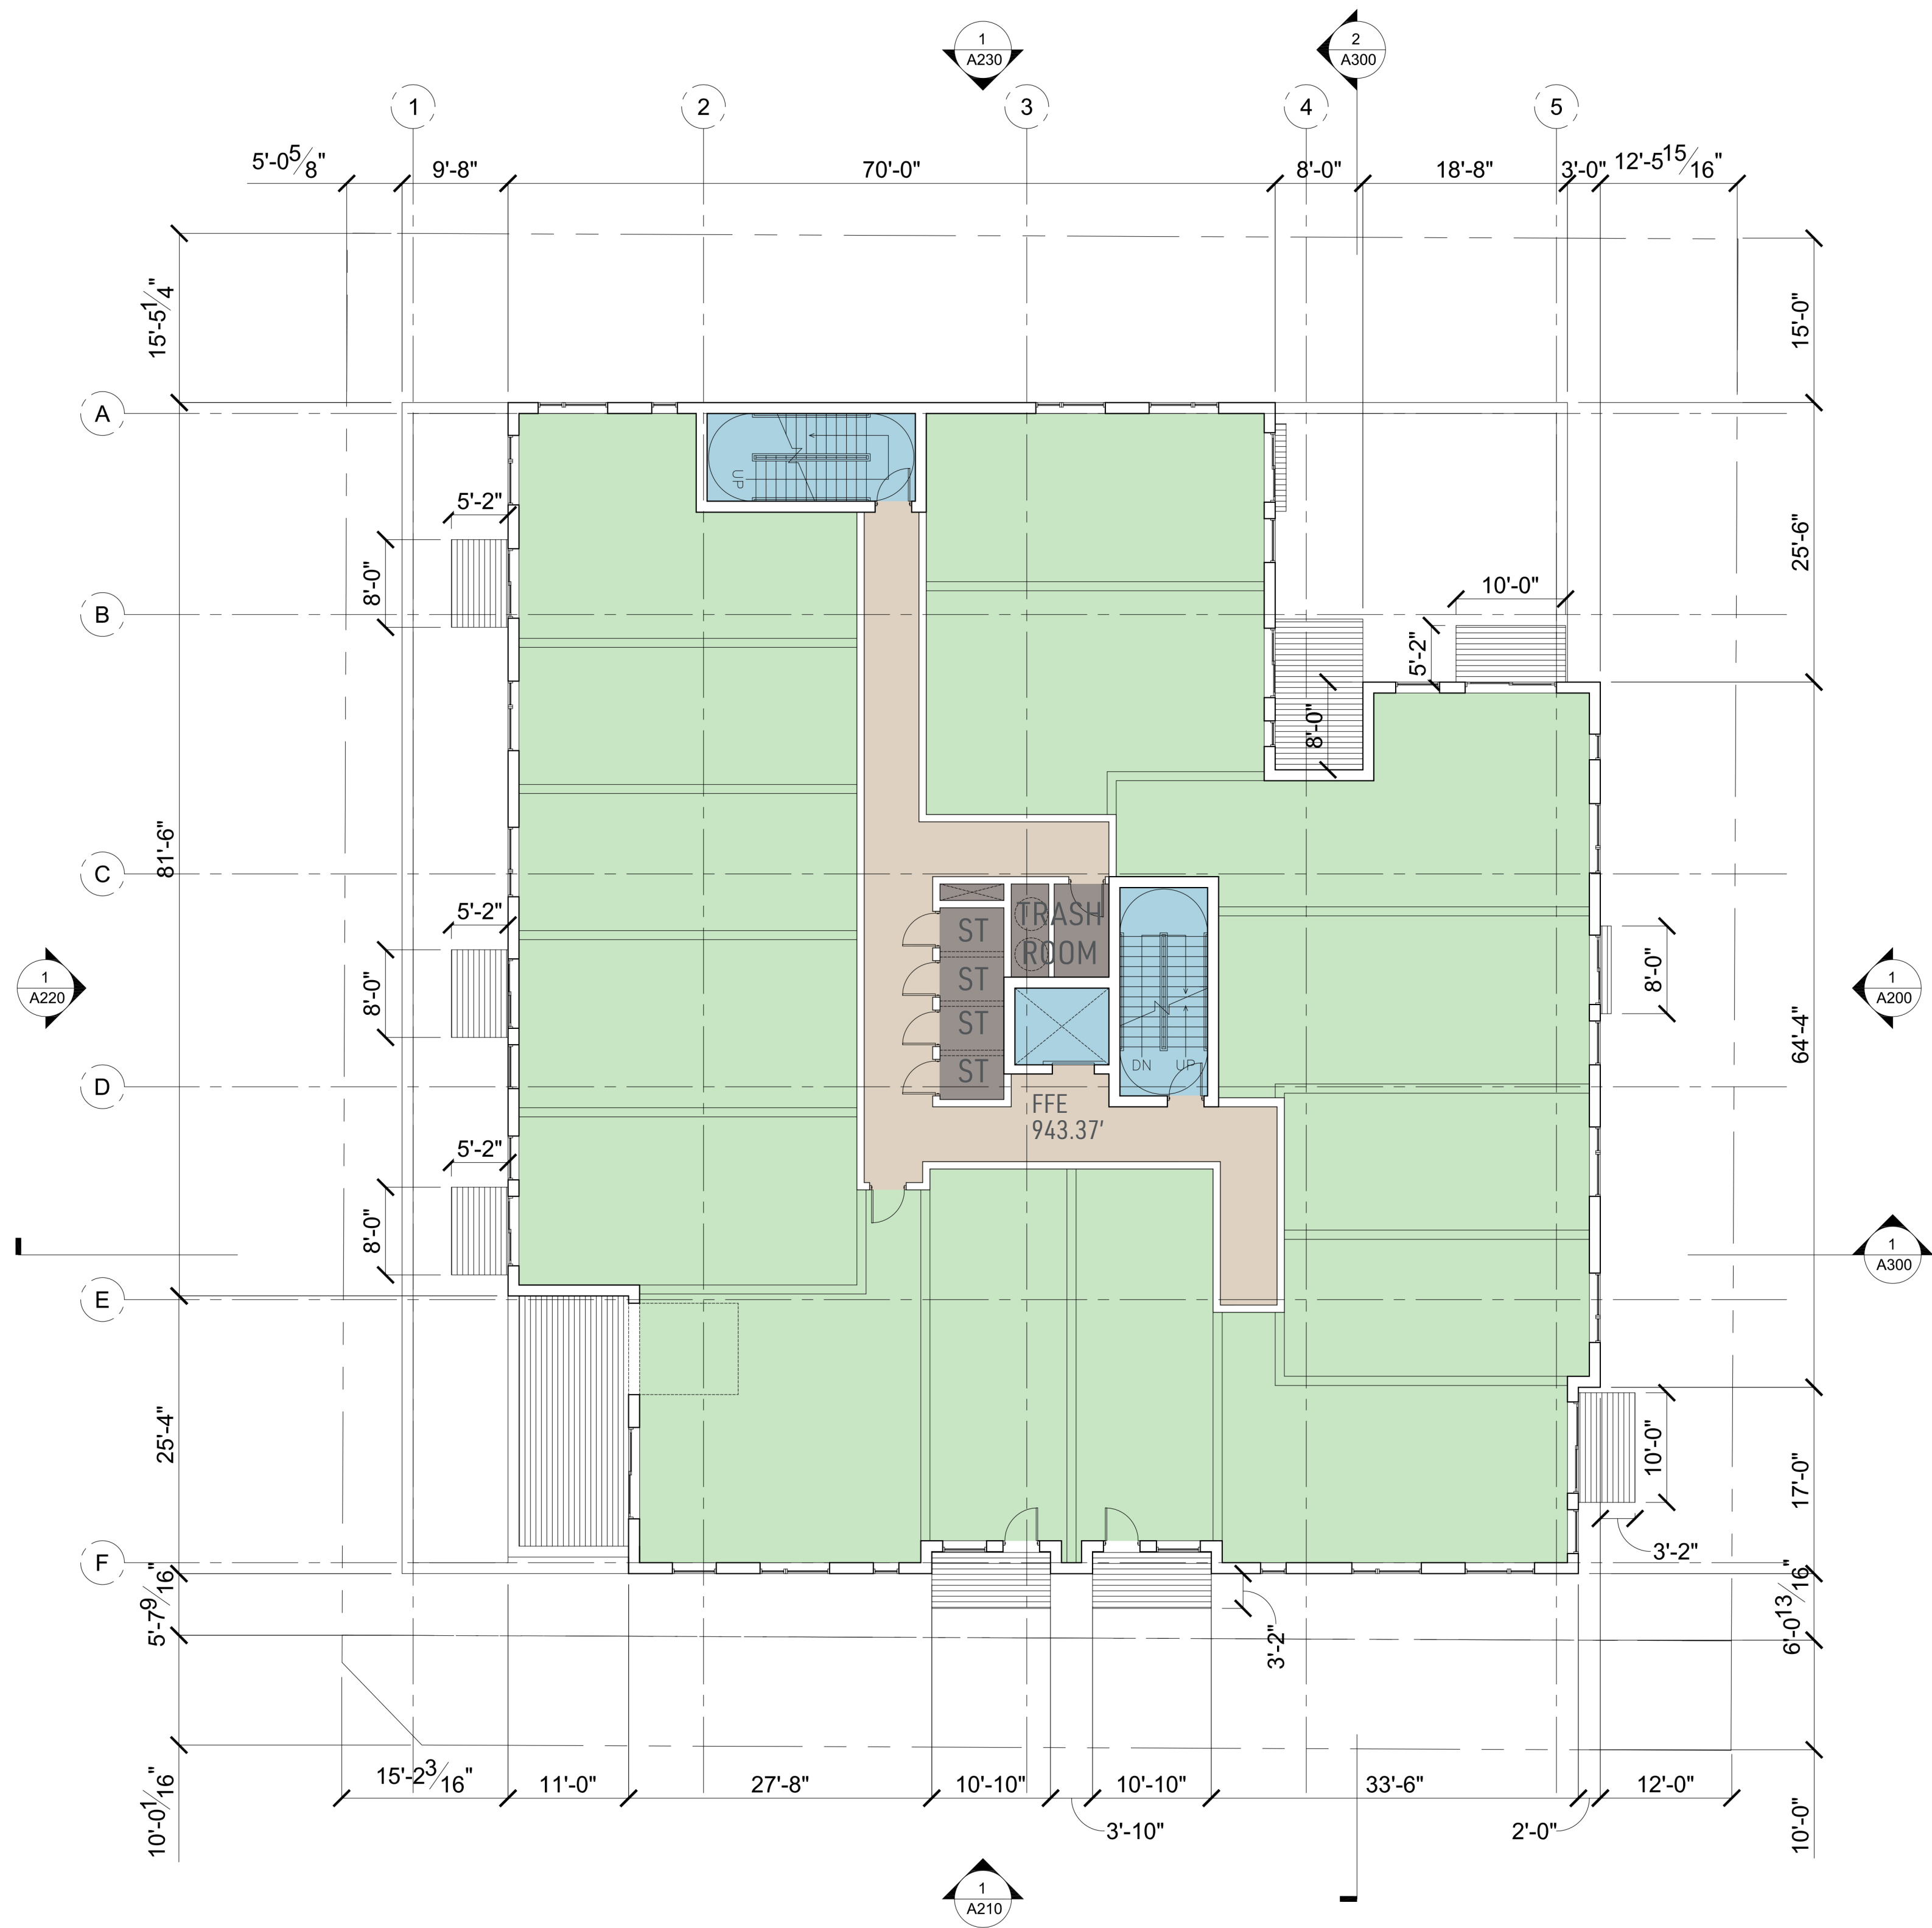 1
A230
2
A300
1
2
3
4
5
5'-0 5/8"
9'-8"
70'-0"
8'-0"
18'-8"
3'-0"
12'-5 15/16"
15'-5 1/4"
15'-0"
A
UP
5'-2"
25'-6"
8'-0"
B
10'-0"
5'-2"
8'-0"
81'-6"
C
5'-2"
ST
TRASH
ROOM
ST
ST
ST
8'-0"
8'-0"
1
A220
1
A200
64'-4"
DN
UP
D
FFE
943.37'
5'-2"
8'-0"
1
A300
E
25'-4"
10'-0"
17'-0"
F
3'-2"
5'-7 9/16"
6'-0 13/16"
3'-2"
15'-2 3/16"
11'-0"
27'-8"
10'-10"
10'-10"
33'-6"
12'-0"
10'-0 1/16"
3'-10"
2'-0"
10'-0"
1
A210